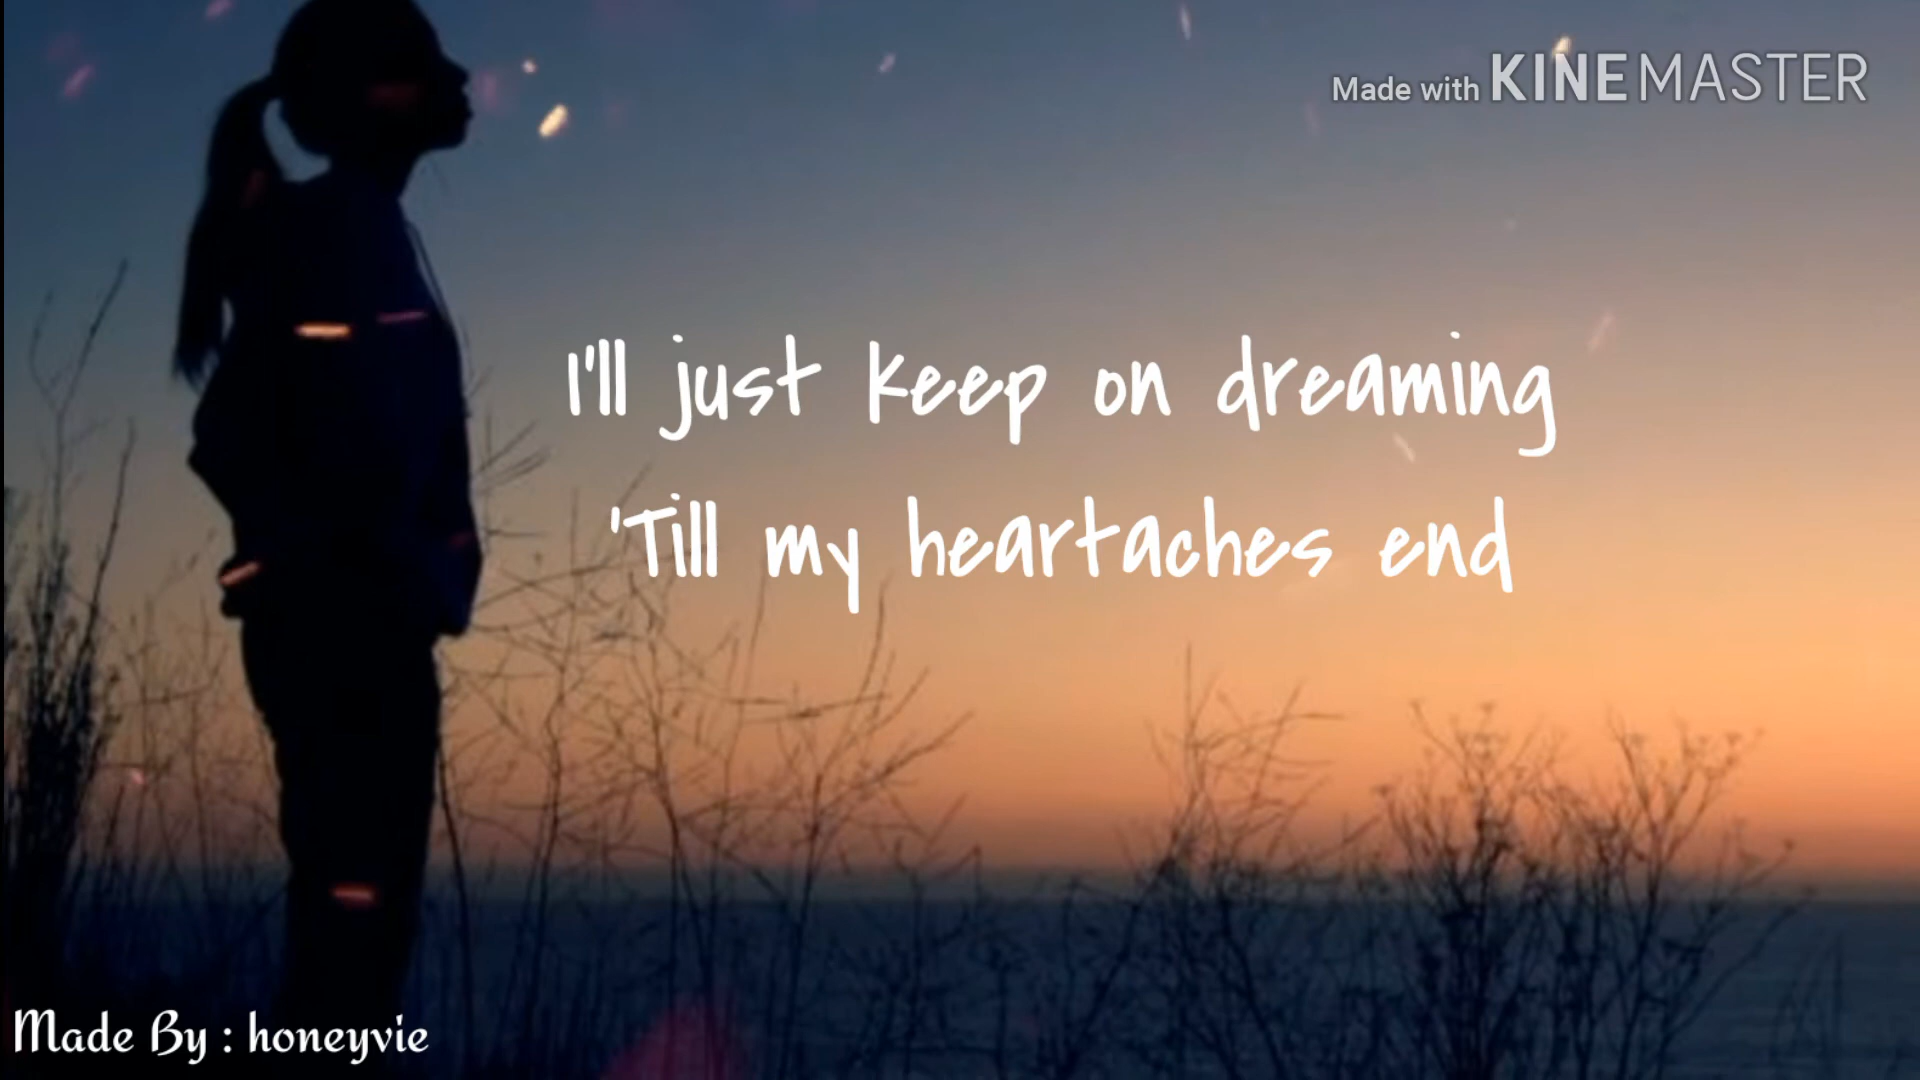 Made with KINEMASTER
I'll just keep on dreaming
'Till my heartaches end
Made By : honeyvie